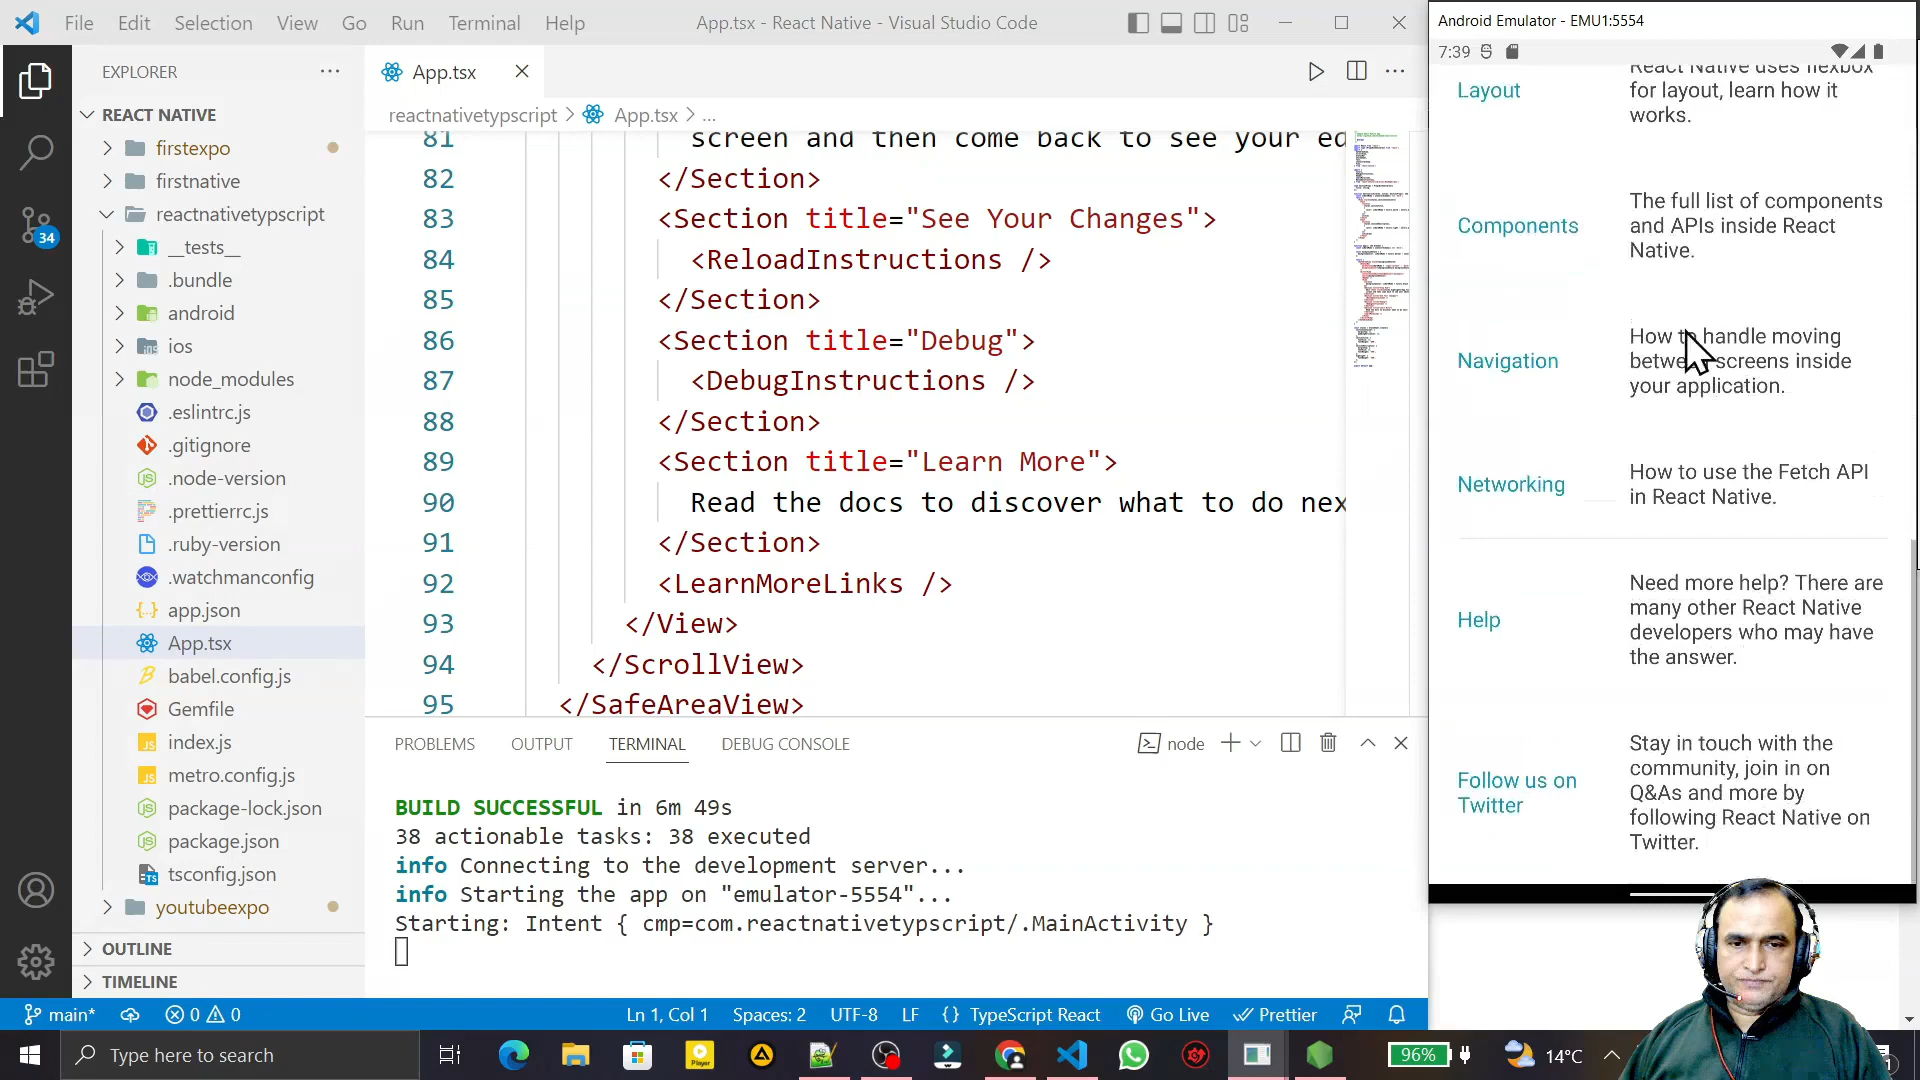 File Edit Selection View Go Run Terminal Help
App.tsx - React Native - Visual Studio Code
EXPLORER
REACT NATIVE
firstexpo
firstnative
reactnativetypscript
__tests__
.bundle
android
ios
node_modules
.eslintrc.js
.gitignore
.node-version
.prettierrc.js
.ruby-version
.watchmanconfig
app.json
App.tsx
babel.config.js
Gemfile
index.js
metro.config.js
package-lock.json
package.json
tsconfig.json
youtubeexpo
OUTLINE
TIMELINE
34
App.tsx
reactnativetypscript > App.tsx > ...
81 screen and then come back to see your ed
82 </Section>
83 <Section title="See Your Changes">
84 <ReloadInstructions />
85 </Section>
86 <Section title="Debug">
87 <DebugInstructions />
88 </Section>
89 <Section title="Learn More">
90 Read the docs to discover what to do nex
91 </Section>
92 <LearnMoreLinks />
93 </View>
94 </ScrollView>
95 </SafeAreaView>
PROBLEMS OUTPUT TERMINAL DEBUG CONSOLE
node
BUILD SUCCESSFUL in 6m 49s
38 actionable tasks: 38 executed
info Connecting to the development server...
info Starting the app on "emulator-5554"...
Starting: Intent { cmp=com.reactnativetypscript/.MainActivity }
main* 0 0 Ln 1, Col 1 Spaces: 2 UTF-8 LF {} TypeScript React Go Live Prettier
Type here to search
96%
14°C
Android Emulator - EMU1:5554
7:39
React Native uses flexbox
Layout
for layout, learn how it
works.
The full list of components
Components
and APIs inside React
Native.
How to handle moving
Navigation
between screens inside
your application.
Networking
How to use the Fetch API
in React Native.
Need more help? There are
many other React Native
Help
developers who may have
the answer.
Stay in touch with the
community, join in on
Follow us on
Twitter
Q&As and more by
following React Native on
Twitter.